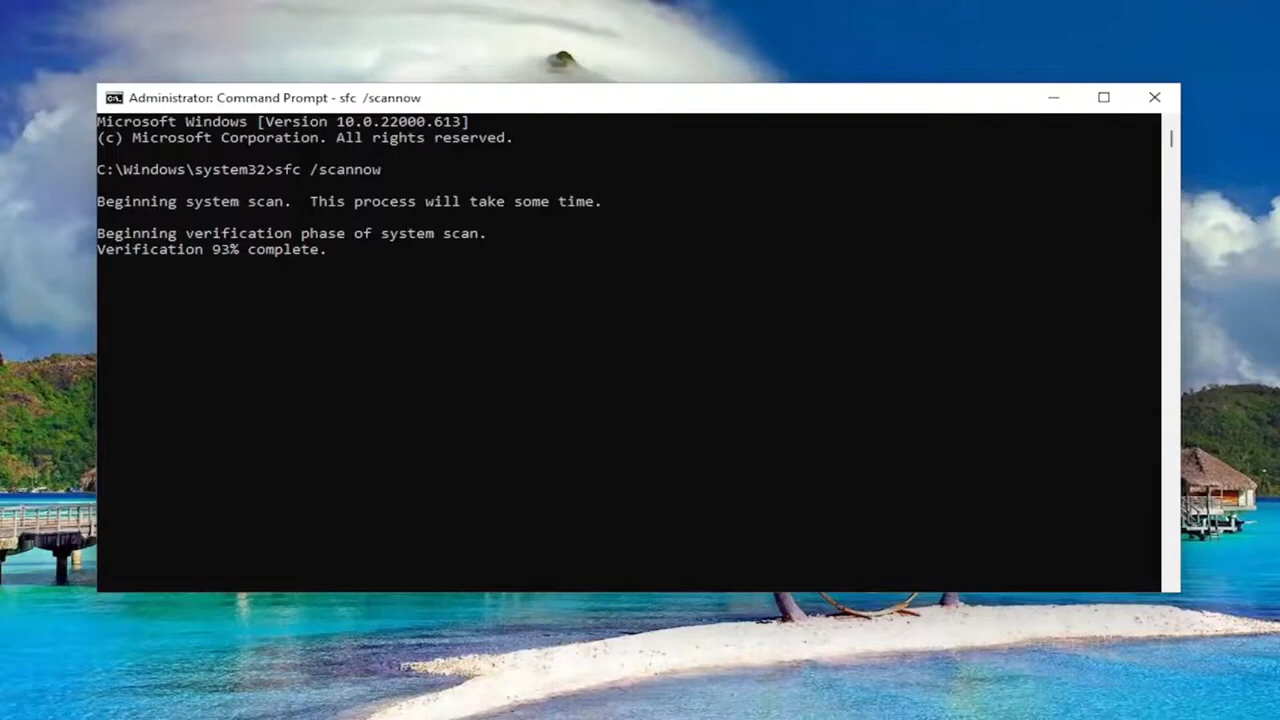 Administrator: Command Prompt - sfc  /scannow
Microsoft Windows [Version 10.0.22000.613]
(c) Microsoft Corporation. All rights reserved.
C:\Windows\system32>sfc /scannow
Beginning system scan.  This process will take some time.
Beginning verification phase of system scan.
Verification 93% complete.